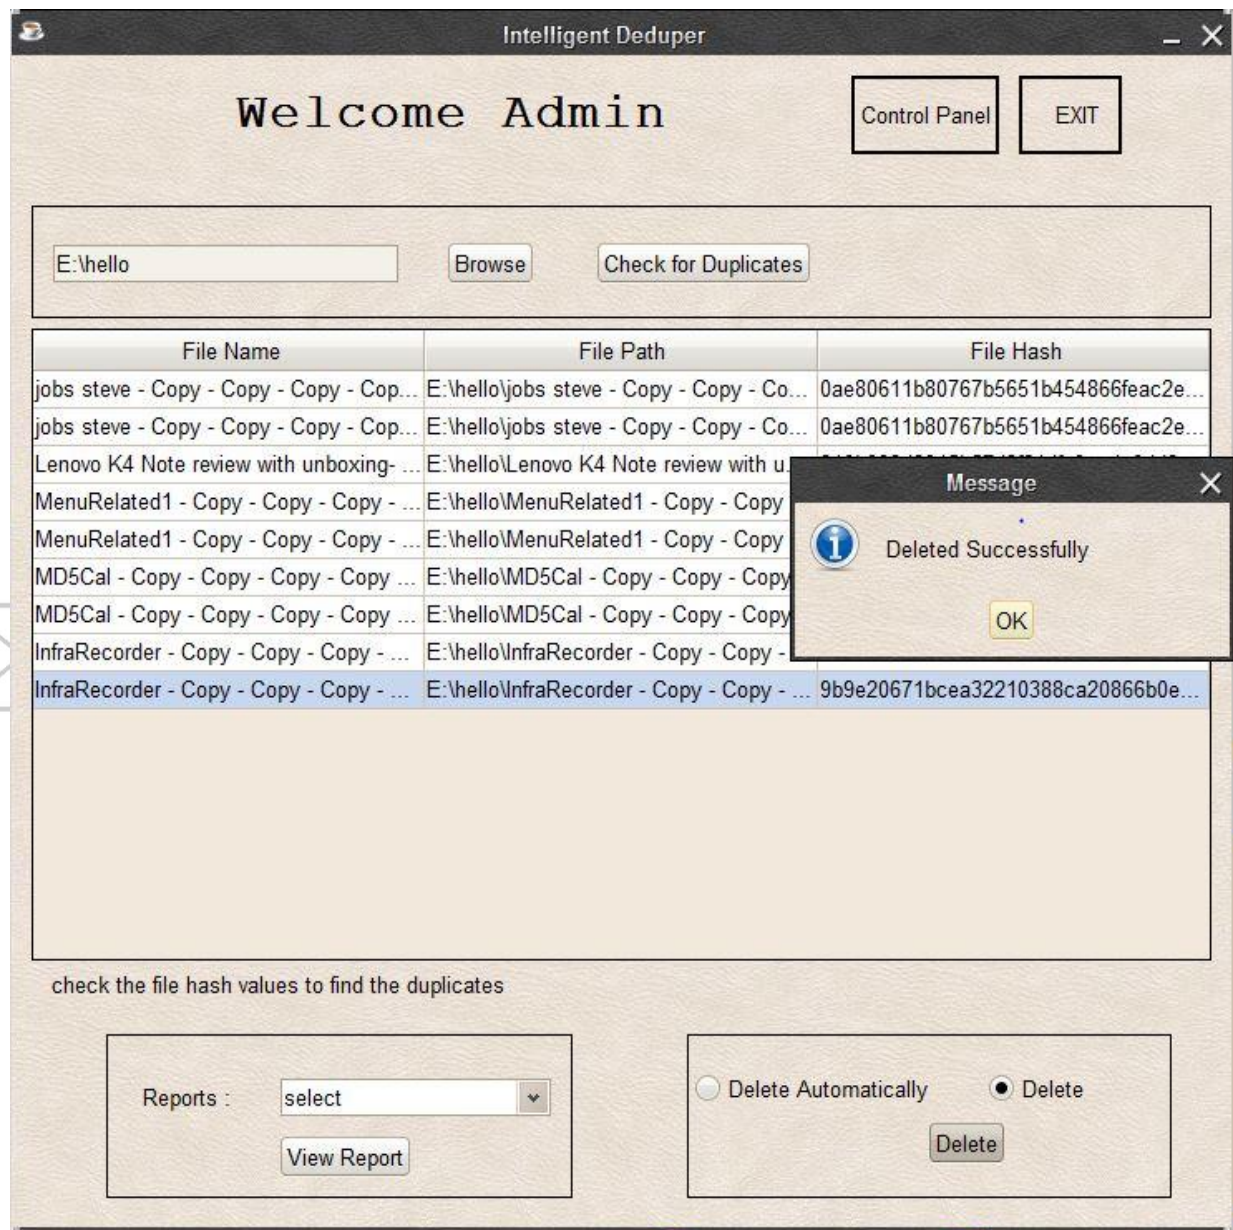 Intelligent Deduper
Welcome Admin
Control Panel
EXIT
E:\hello
Browse
Check for Duplicates
File Name File Path File Hash
jobs steve - Copy - Copy - Copy - Cop... E:\hello\jobs steve - Copy - Copy - Co... 0ae80611b80767b5651b454866feac2e...
jobs steve - Copy - Copy - Copy - Cop... E:\hello\jobs steve - Copy - Copy - Co... 0ae80611b80767b5651b454866feac2e...
Lenovo K4 Note review with unboxing- ... E:\hello\Lenovo K4 Note review with u..
MenuRelated1 - Copy - Copy - Copy - ... E:\hello\MenuRelated1 - Copy - Copy
MenuRelated1 - Copy - Copy - Copy - ... E:\hello\MenuRelated1 - Copy - Copy
MD5Cal - Copy - Copy - Copy - Copy ... E:\hello\MD5Cal - Copy - Copy - Copy
MD5Cal - Copy - Copy - Copy - Copy ... E:\hello\MD5Cal - Copy - Copy - Copy
InfraRecorder - Copy - Copy - Copy - ... E:\hello\InfraRecorder - Copy - Copy -
InfraRecorder - Copy - Copy - Copy - ... E:\hello\InfraRecorder - Copy - Copy - ... 9b9e20671bcea32210388ca20866b0e...
Message
Deleted Successfully
OK
check the file hash values to find the duplicates
Reports :
select
View Report
Delete Automatically
Delete
Delete